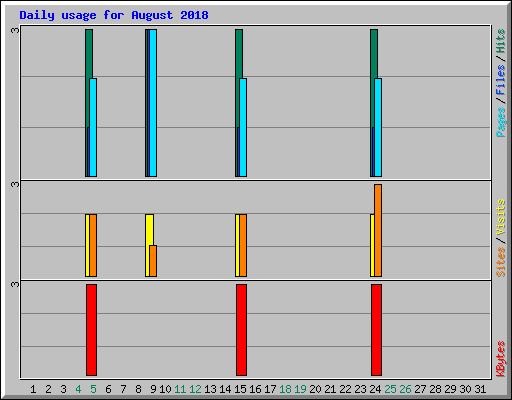 Daily usage for August 2018
3
Pages/Files/Hits
3
Sites/Visits
3
KBytes
1 2 3 4 5 6 7 8 9 10 11 12 13 14 15 16 17 18 19 20 21 22 23 24 25 26 27 28 29 30 31